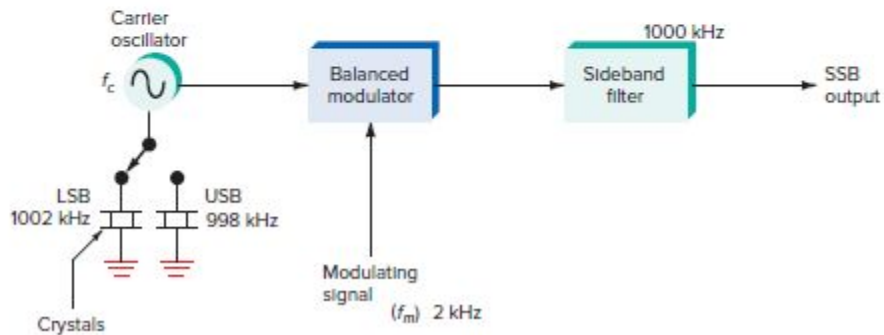 Carrier
oscillator
1000 kHz
fc
Balanced
modulator
Sideband
filter
SSB
output
LSB
1002 kHz
USB
998 kHz
Modulating
signal
(fm) 2 kHz
Crystals